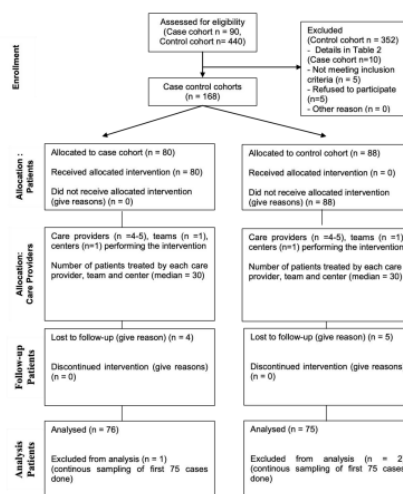 Enrollment
Assessed for eligibility
(Case cohort n = 90,
Control cohort n= 440)
Excluded
(Control cohort n = 352)
- Details in Table 2
(Case cohort n=10)
- Not meeting inclusion
criteria (n = 5)
- Refused to participate
(n=5)
- Other reason (n = 0)
Case control cohorts
(n = 168)
Allocation :
Patients
Allocated to case cohort (n = 80)
Received allocated intervention (n = 80)
Did not receive allocated intervention
(give reasons) (n = 0)
Allocated to control cohort (n = 88)
Received allocated intervention (n = 0)
Did not receive allocated intervention
(give reasons) (n = 88)
Allocation:
Care Providers
Care providers (n =4-5), teams (n =1),
centers (n=1) performing the intervention
Number of patients treated by each care
provider, team and center (median = 30)
Care providers (n =4-5), teams (n =1),
centers (n=1) performing the intervention
Number of patients treated by each care
provider, team and center (median = 30)
Follow-up
Patients
Lost to follow-up (give reason) (n = 4)
Discontinued intervention (give reasons)
(n = 0)
Lost to follow-up (give reason) (n = 5)
Discontinued intervention (give reasons)
(n = 0)
Analysis
Patients
Analysed (n = 76)
Excluded from analysis (n = 1)
(continous sampling of first 75 cases
done)
Analysed (n = 75)
Excluded from analysis (n = 2)
(continous sampling of first 75 cases
done)